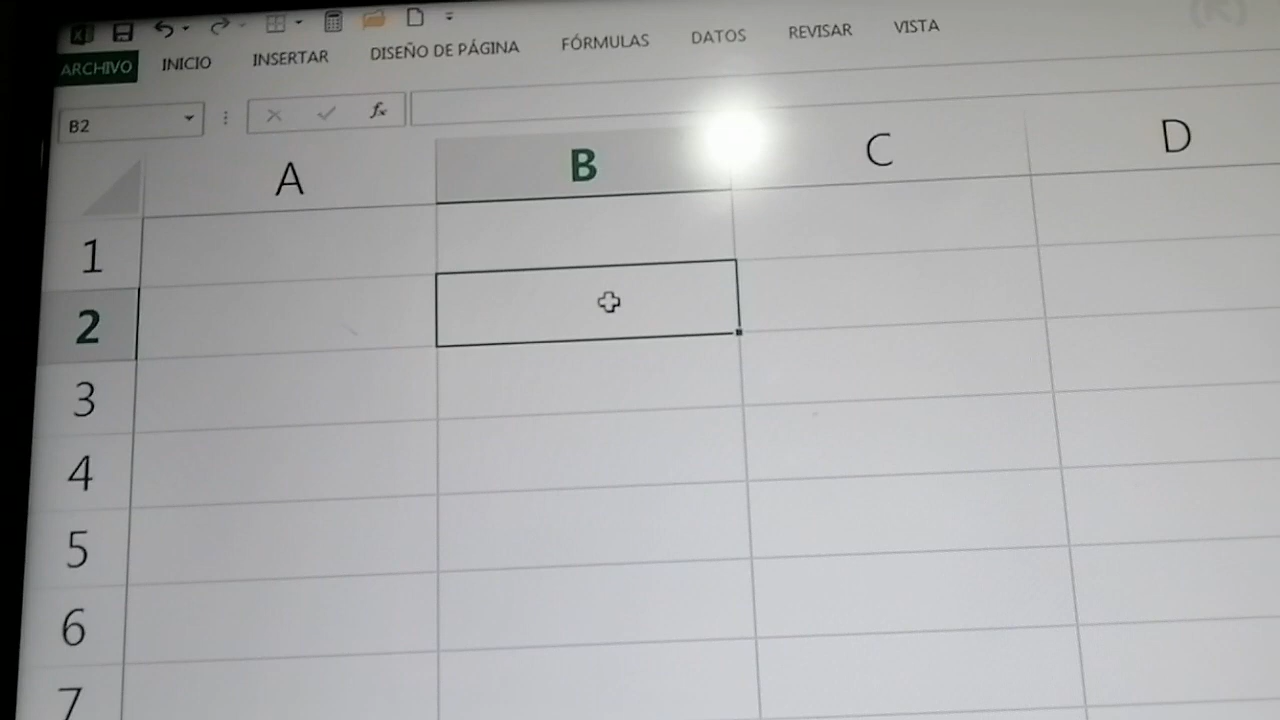 ARCHIVO INICIO INSERTAR DISEÑO DE PÁGINA FÓRMULAS DATOS REVISAR VISTA
B2 fx
A B C D
1
2
3
4
5
6
7